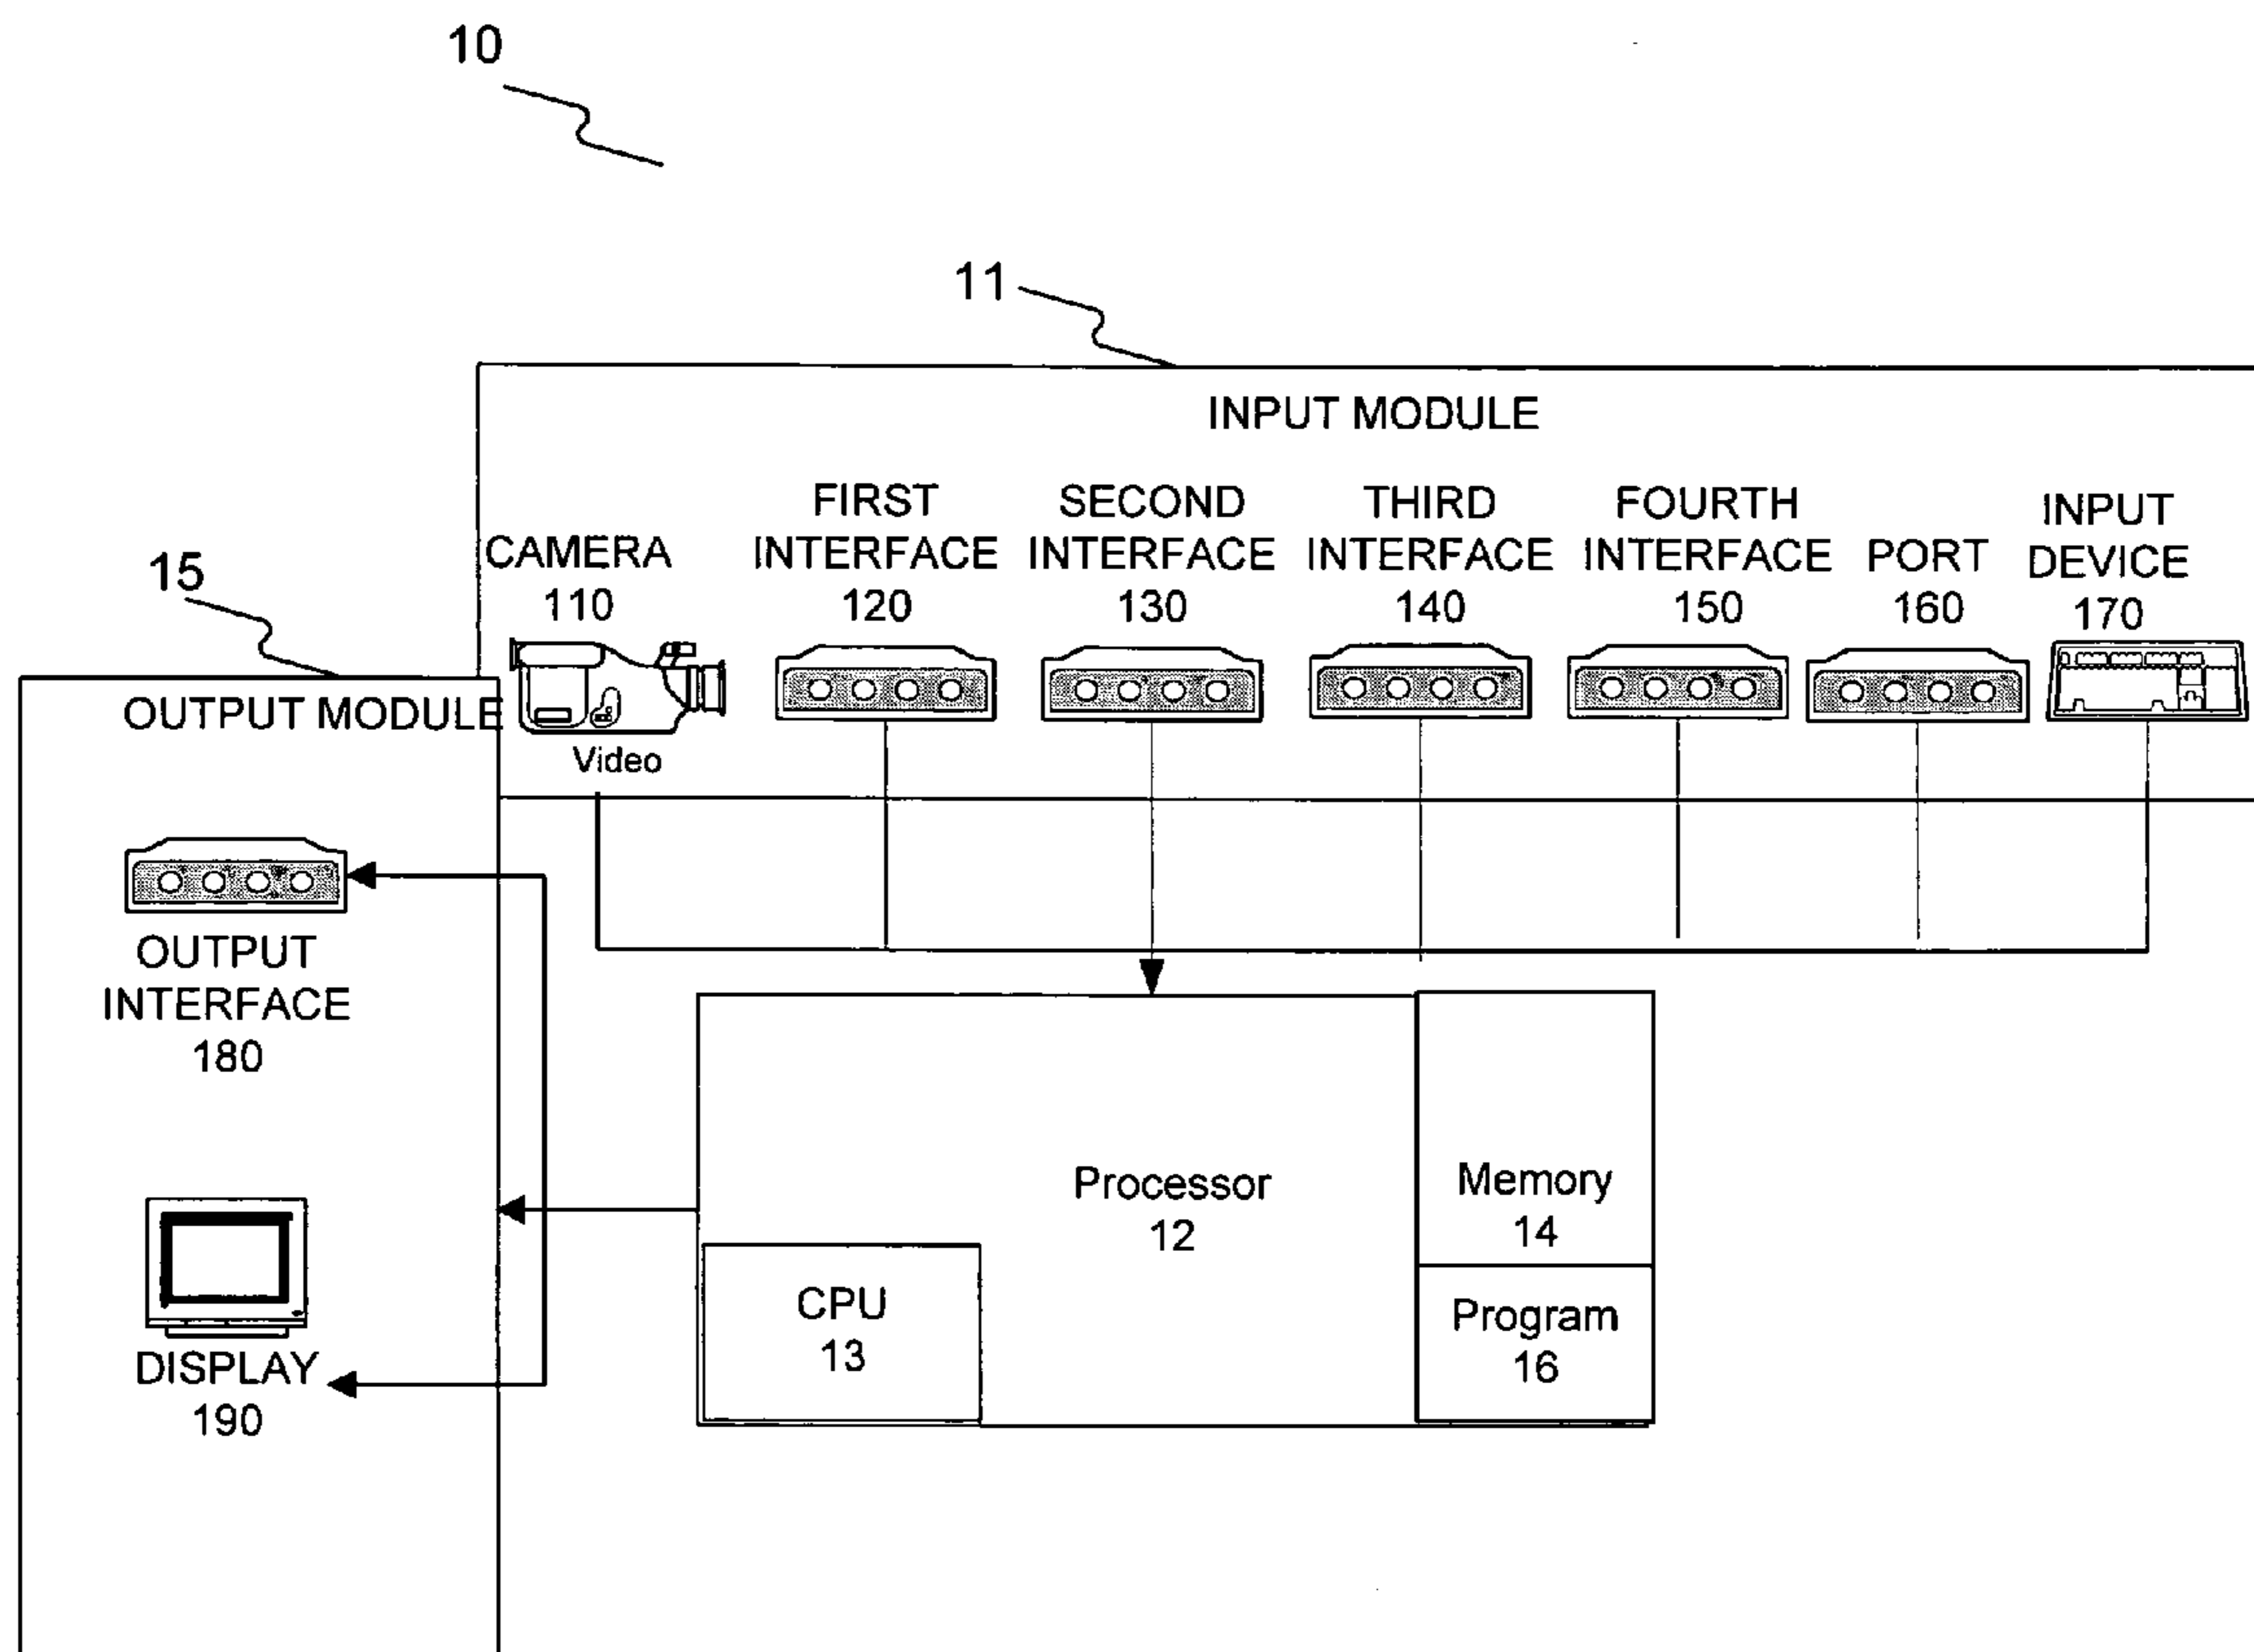 10
11
INPUT MODULE
CAMERA
110
Video
FIRST
INTERFACE
120
SECOND
INTERFACE
130
THIRD
INTERFACE
140
FOURTH
INTERFACE
150
PORT
160
INPUT
DEVICE
170
15
OUTPUT MODULE
OUTPUT
INTERFACE
180
DISPLAY
190
Processor
12
CPU
13
Memory
14
Program
16